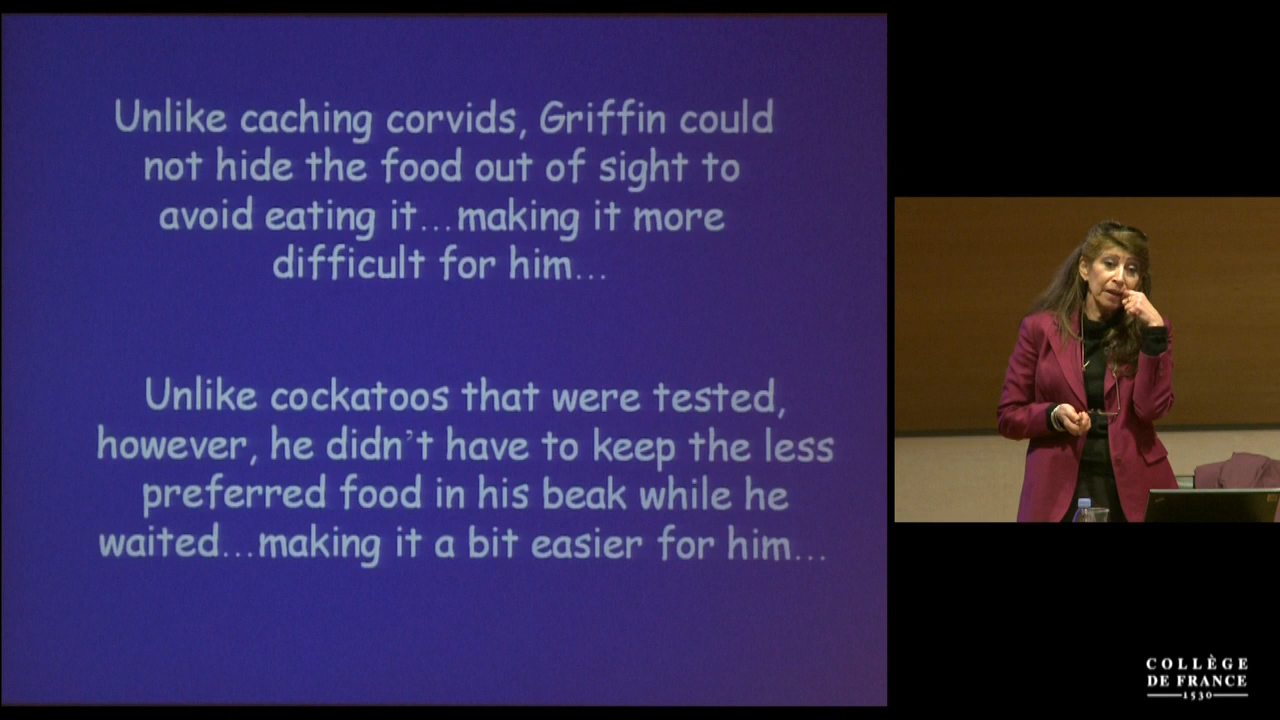 Unlike caching corvids, Griffin could
not hide the food out of sight to
avoid eating it...making it more
difficult for him...
Unlike cockatoos that were tested,
however, he didn't have to keep the less
preferred food in his beak while he
waited...making it a bit easier for him...
COLLÈGE
DE FRANCE
1530